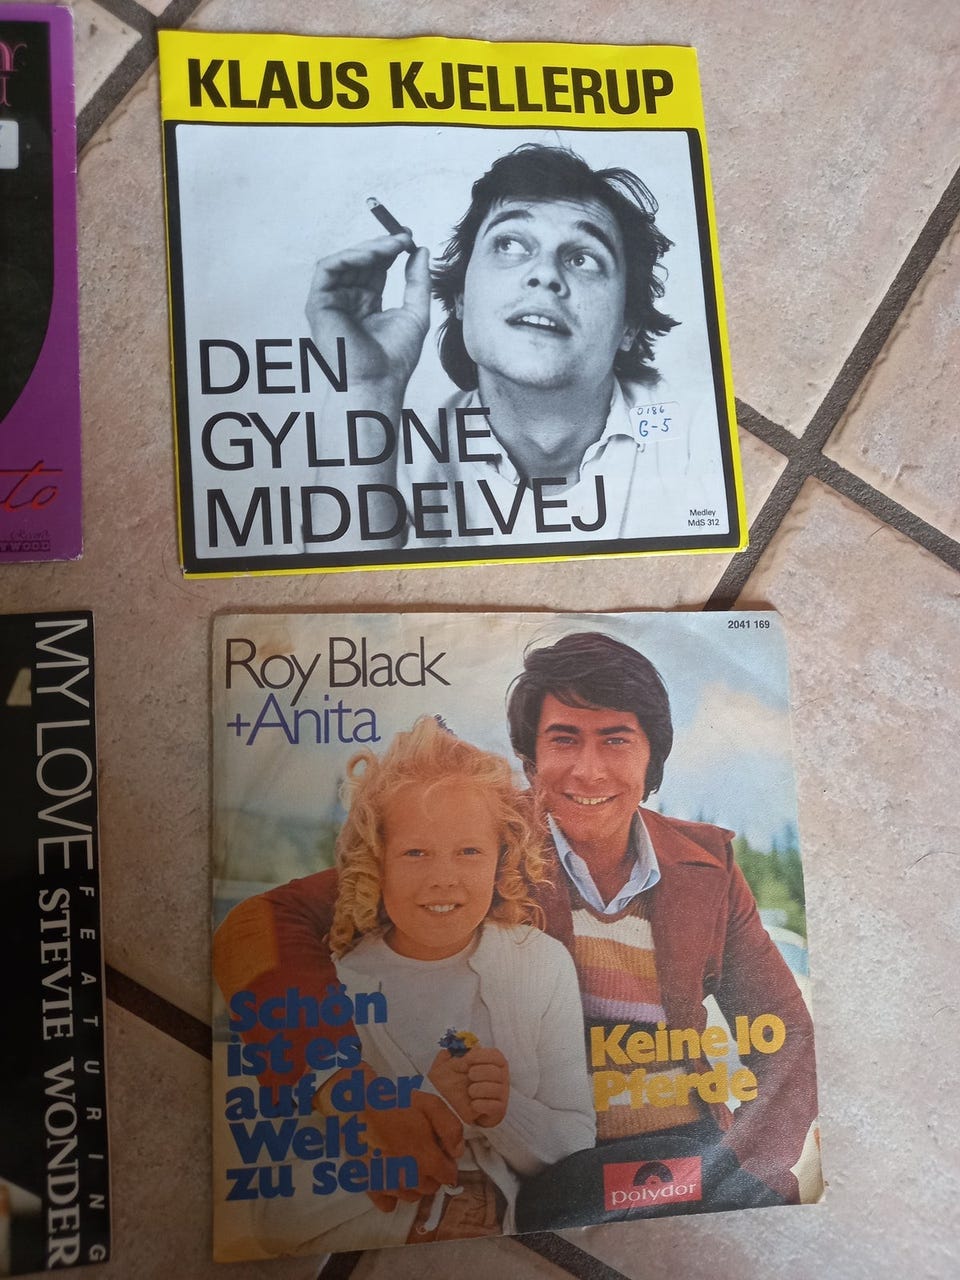 KLAUS KJELLERUP
DEN
GYLDNE
MIDDELVEJ
0186
G-5
Medley
MdS 312
Roy Black
+Anita
2041 169
Schön
ist es
auf der
Welt
zu sein
Keine 10
Pferde
polydor
MY LOVE
FEATURING
STEVIE WONDER